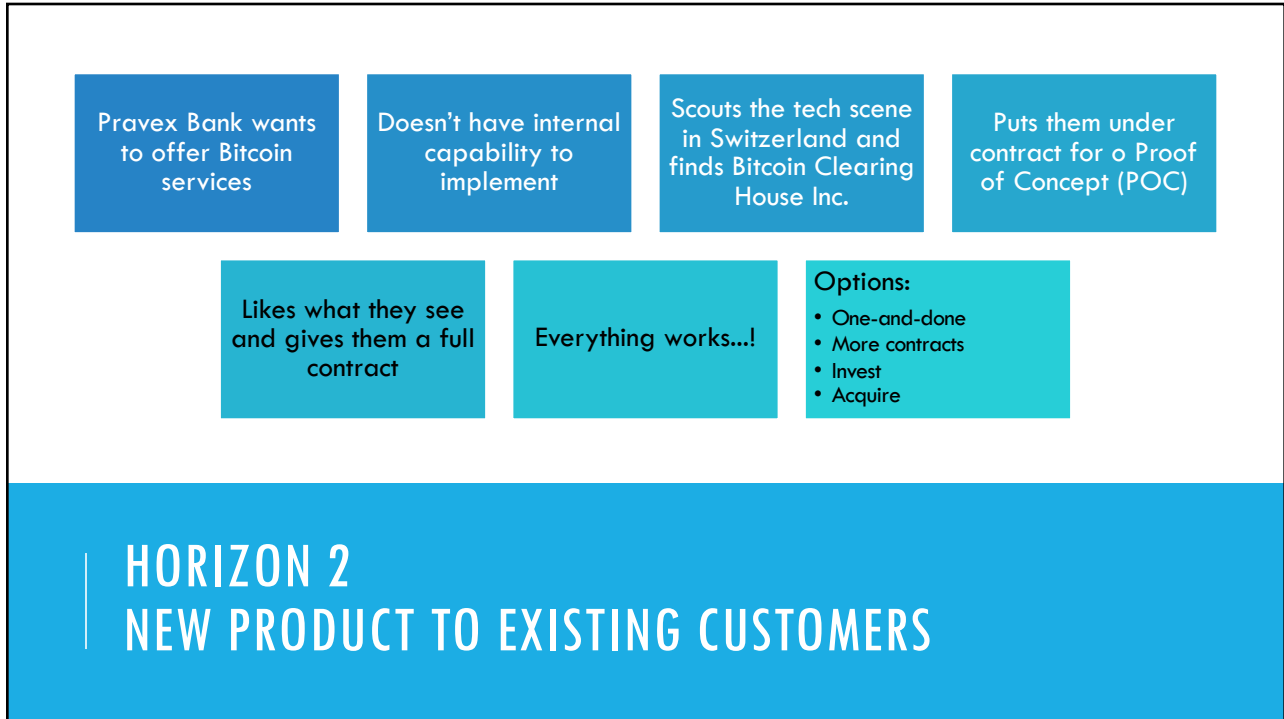 Pravex Bank wants
to offer Bitcoin
services
Doesn't have internal
capability to
implement
Scouts the tech scene
in Switzerland and
finds Bitcoin Clearing
House Inc.
Puts them under
contract for o Proof
of Concept (POC)
Likes what they see
and gives them a full
contract
Everything works...!
Options:
• One-and-done
• More contracts
• Invest
• Acquire
HORIZON 2
NEW PRODUCT TO EXISTING CUSTOMERS